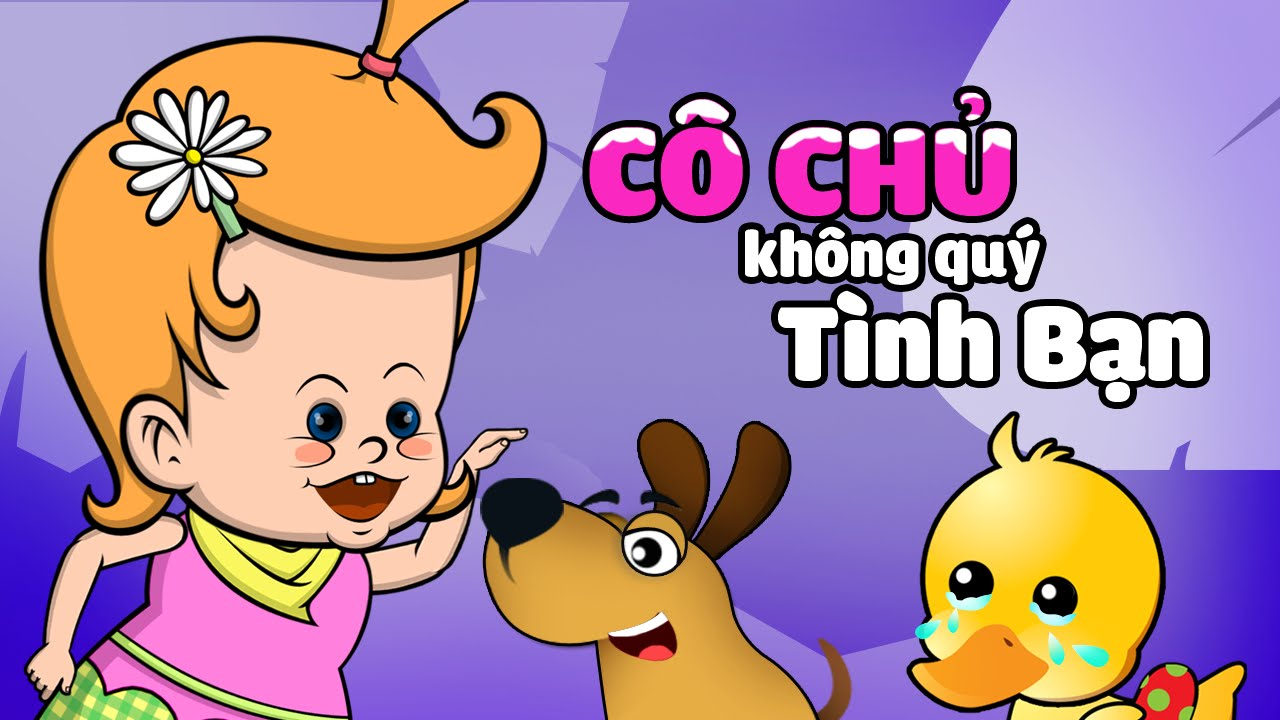 CÔ CHỦ
không quý
Tình Bạn